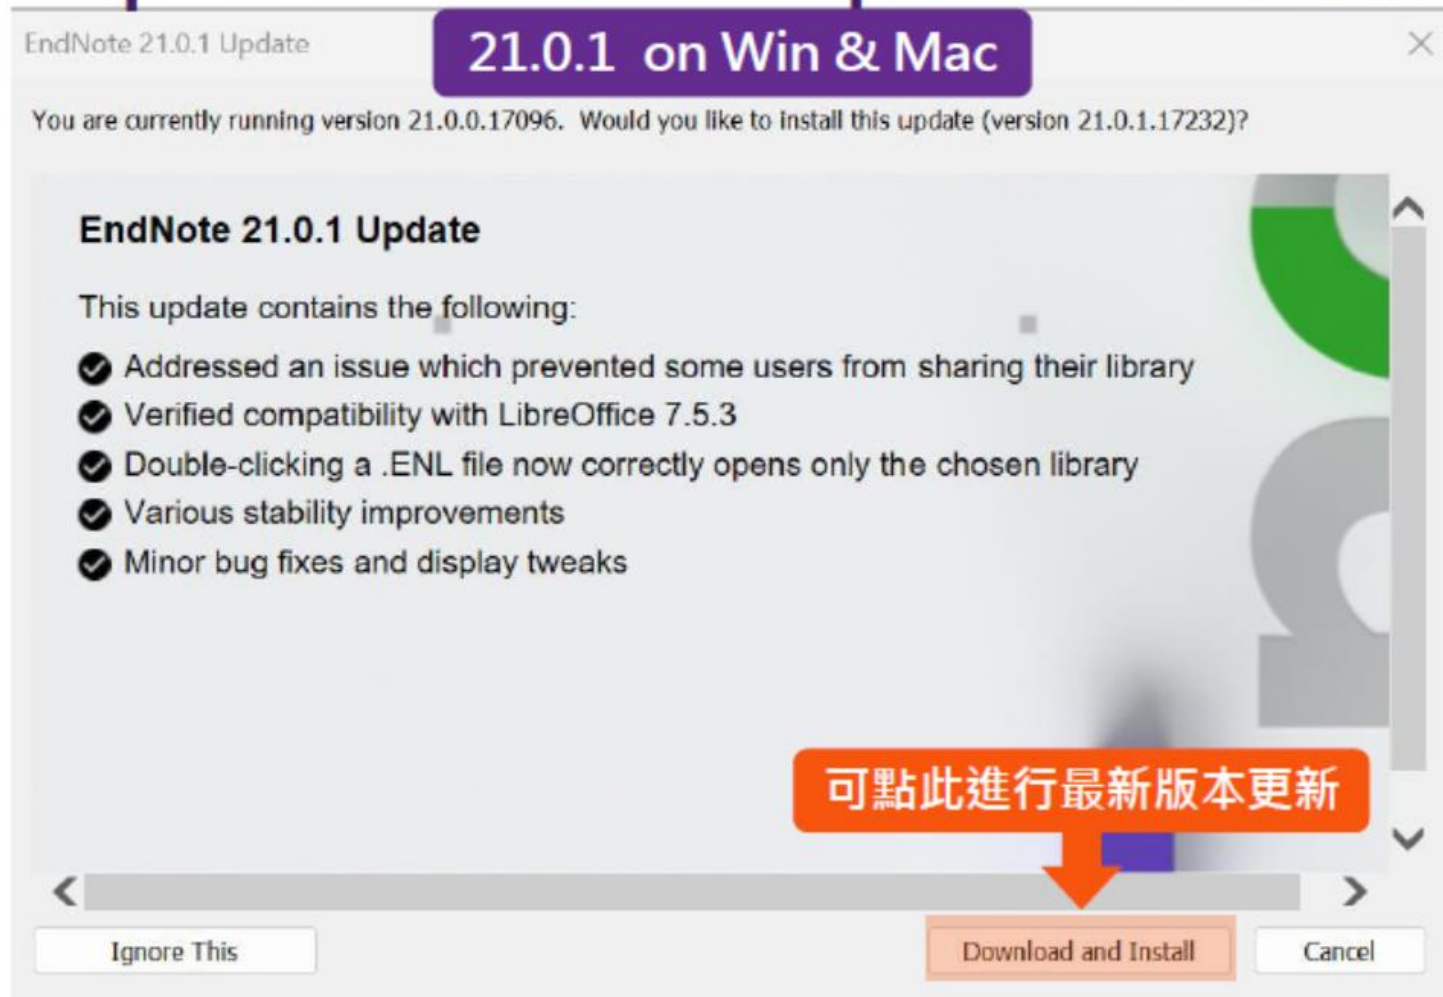 EndNote 21.0.1 Update
21.0.1 on Win & Mac
You are currently running version 21.0.0.17096. Would you like to install this update (version 21.0.1.17232)?
EndNote 21.0.1 Update
This update contains the following:
Addressed an issue which prevented some users from sharing their library
Verified compatibility with LibreOffice 7.5.3
Double-clicking a .ENL file now correctly opens only the chosen library
Various stability improvements
Minor bug fixes and display tweaks
可點此進行最新版本更新
Ignore This
Download and Install
Cancel